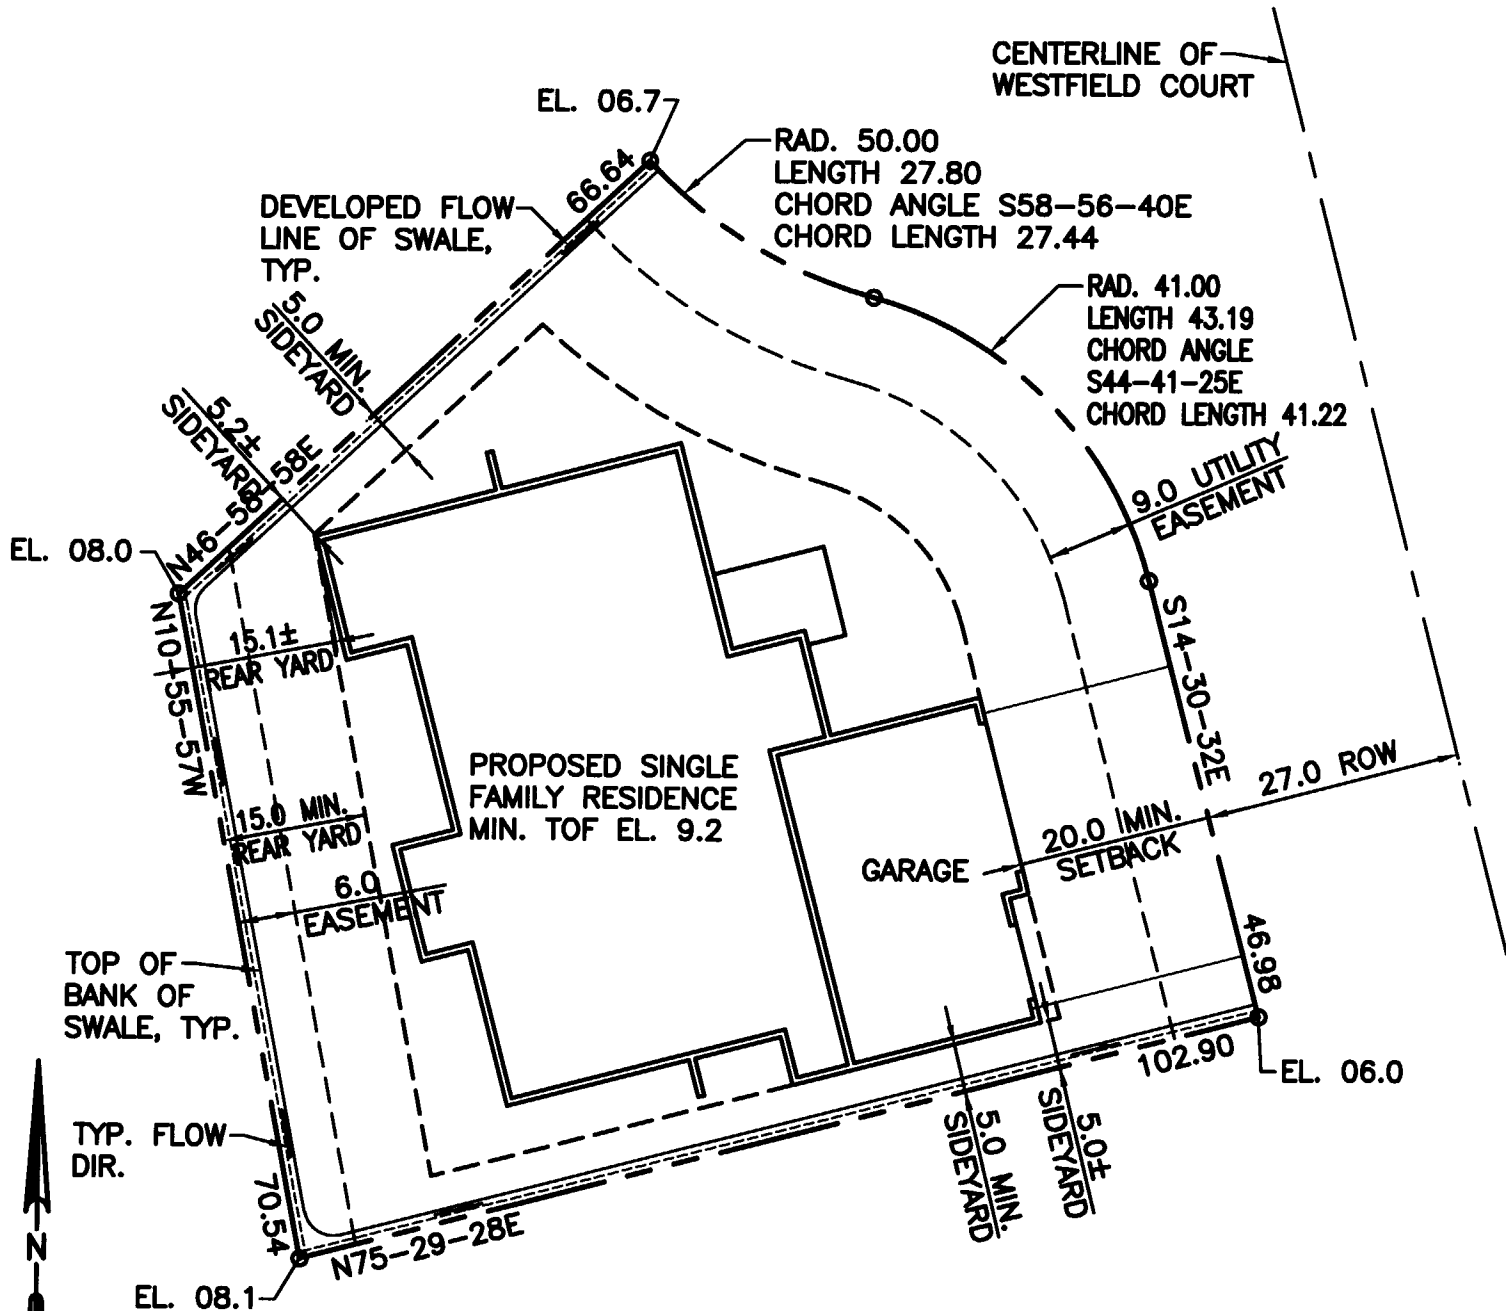 CENTERLINE OF
WESTFIELD COURT
EL. 06.7
RAD. 50.00
LENGTH 27.80
CHORD ANGLE S58-56-40E
CHORD LENGTH 27.44
66.64
DEVELOPED FLOW
LINE OF SWALE,
TYP.
RAD. 41.00
LENGTH 43.19
CHORD ANGLE
S44-41-25E
CHORD LENGTH 41.22
5.0 MIN.
SIDEYARD
5.2±
SIDEYARD
9.0 UTILITY
EASEMENT
EL. 08.0
N10-55-57W
15.1±
REAR YARD
S14-30-32E
PROPOSED SINGLE
FAMILY RESIDENCE
MIN. TOF EL. 9.2
27.0 ROW
15.0 MIN.
REAR YARD
20.0 MIN.
SETBACK
GARAGE
6.0
EASEMENT
46.98
TOP OF
BANK OF
SWALE, TYP.
102.90
EL. 06.0
TYP. FLOW
DIR.
5.0 MIN.
SIDEYARD
5.0±
SIDEYARD
70.54
N75-29-28E
N
EL. 08.1